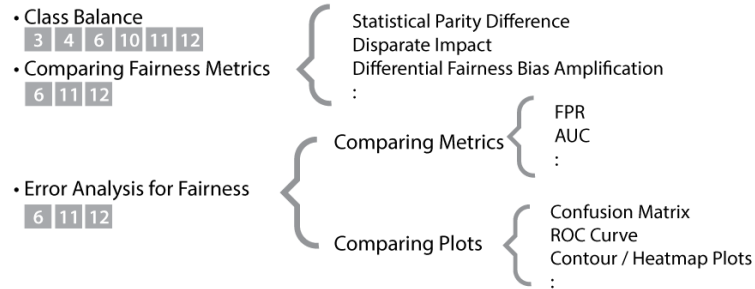 • Class Balance
3 4 6 10 11 12
• Comparing Fairness Metrics
6 11 12
Statistical Parity Difference
Disparate Impact
Differential Fairness Bias Amplification
:
• Error Analysis for Fairness
6 11 12
Comparing Metrics
FPR
AUC
:
Comparing Plots
Confusion Matrix
ROC Curve
Contour / Heatmap Plots
: